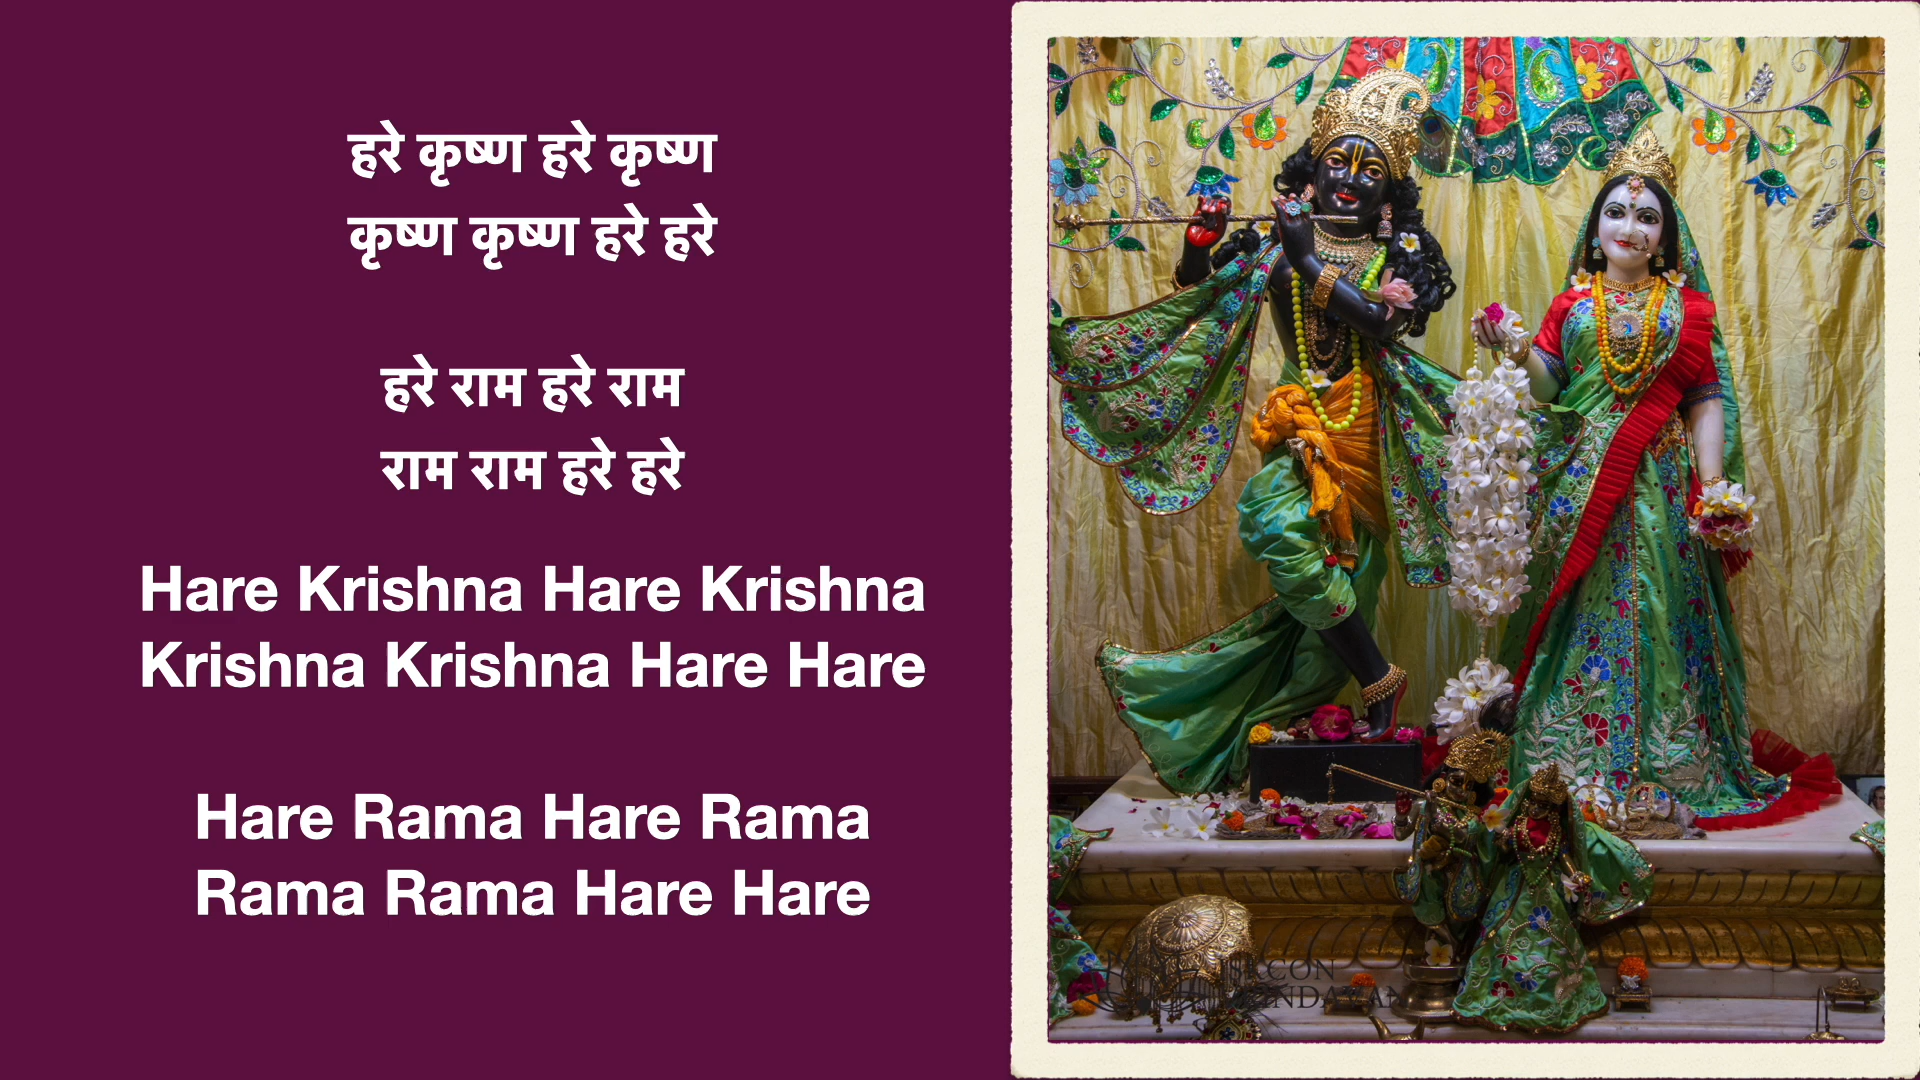 हरे कृष्ण हरे कृष्ण
कृष्ण कृष्ण हरे हरे
हरे राम हरे राम
राम राम हरे हरे
Hare Krishna Hare Krishna
Krishna Krishna Hare Hare
Hare Rama Hare Rama
Rama Rama Hare Hare
ISKCON